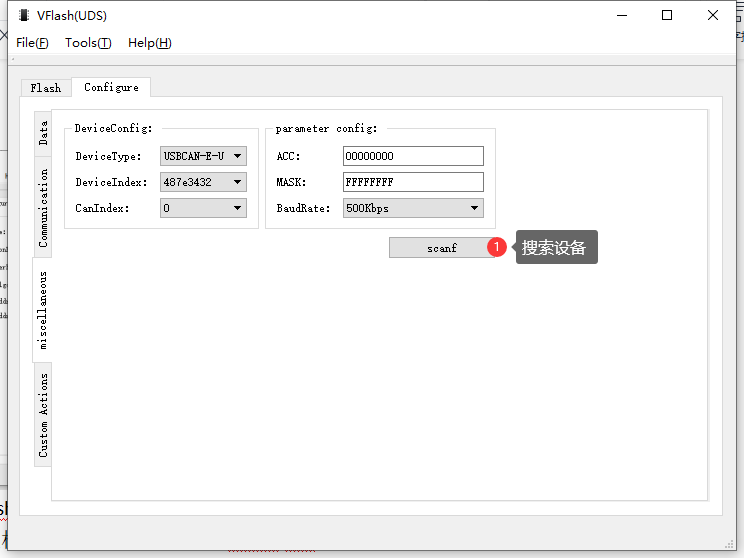 VFlash(UDS)
File(F) Tools(T) Help(H)
Flash Configure
Data
Communication
miscellaneous
Custom Actions
DeviceConfig:
DeviceType: USBCAN-E-U
DeviceIndex: 487e3432
CanIndex: 0
parameter config:
ACC: 00000000
MASK: FFFFFFFF
BaudRate: 500Kbps
scanf 1 搜索设备